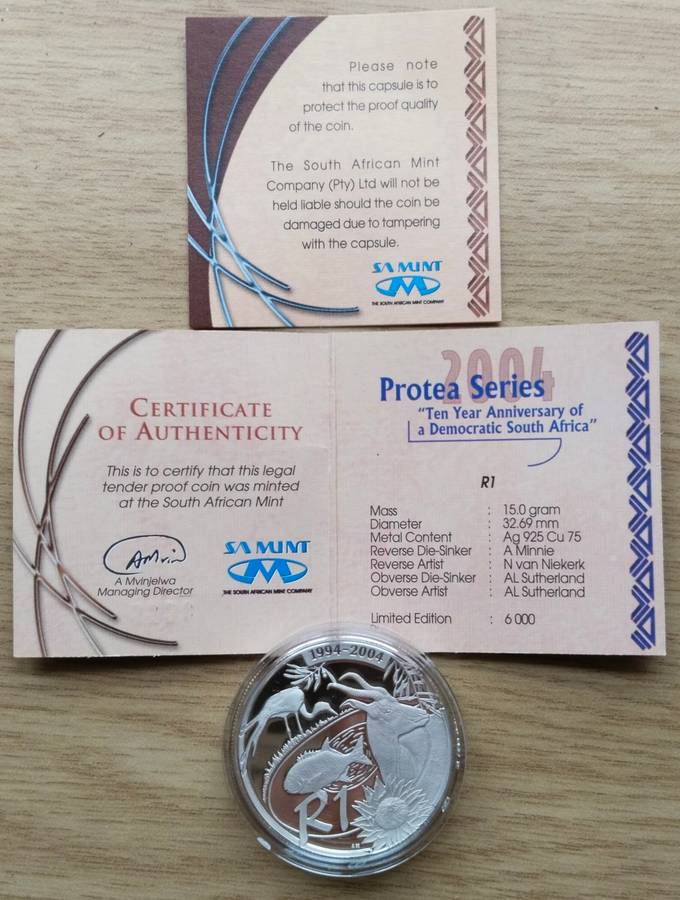 Please note
that this capsule is to
protect the proof quality
of the coin.
The South African Mint
Company (Pty) Ltd will not be
held liable should the coin be
damaged due to tampering
with the capsule.
SA MINT
THE SOUTH AFRICAN MINT COMPANY
CERTIFICATE
OF AUTHENTICITY
This is to certify that this legal
tender proof coin was minted
at the South African Mint
A Mvinjelwa
Managing Director
SA MINT
THE SOUTH AFRICAN MINT COMPANY
2004
Protea Series
"Ten Year Anniversary of
a Democratic South Africa"
R1
Mass : 15.0 gram
Diameter : 32.69 mm
Metal Content : Ag 925 Cu 75
Reverse Die-Sinker : A Minnie
Reverse Artist : N van Niekerk
Obverse Die-Sinker : AL Sutherland
Obverse Artist : AL Sutherland
Limited Edition : 6 000
1994-2004
R1